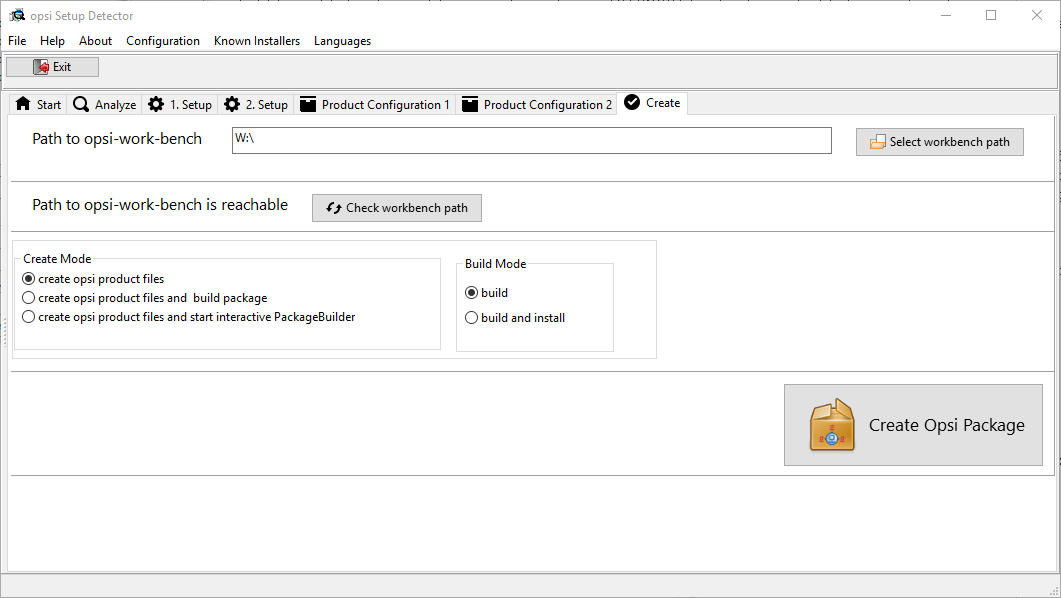 opsi Setup Detector
File Help About Configuration Known Installers Languages
Exit
Start Analyze 1. Setup 2. Setup Product Configuration 1 Product Configuration 2 Create
Path to opsi-work-bench W:\ Select workbench path
Path to opsi-work-bench is reachable Check workbench path
Create Mode
create opsi product files
create opsi product files and  build package
create opsi product files and start interactive PackageBuilder
Build Mode
build
build and install
Create Opsi Package